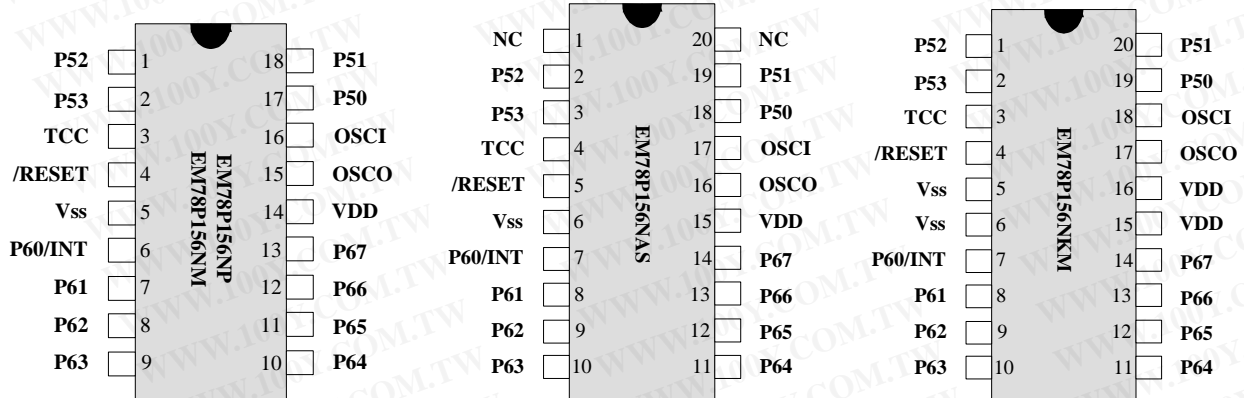 P52 1 18 P51
P53 2 17 P50
TCC 3 16 OSCI
/RESET 4 15 OSCO
Vss 5 14 VDD
P60/INT 6 13 P67
P61 7 12 P66
P62 8 11 P65
P63 9 10 P64
EM78P156NP
EM78P156NM
NC 1 20 NC
P52 2 19 P51
P53 3 18 P50
TCC 4 17 OSCI
/RESET 5 16 OSCO
Vss 6 15 VDD
P60/INT 7 14 P67
P61 8 13 P66
P62 9 12 P65
P63 10 11 P64
EM78P156NAS
P52 1 20 P51
P53 2 19 P50
TCC 3 18 OSCI
/RESET 4 17 OSCO
Vss 5 16 VDD
Vss 6 15 VDD
P60/INT 7 14 P67
P61 8 13 P66
P62 9 12 P65
P63 10 11 P64
EM78P156NKM
WWW.100Y.COM.TW